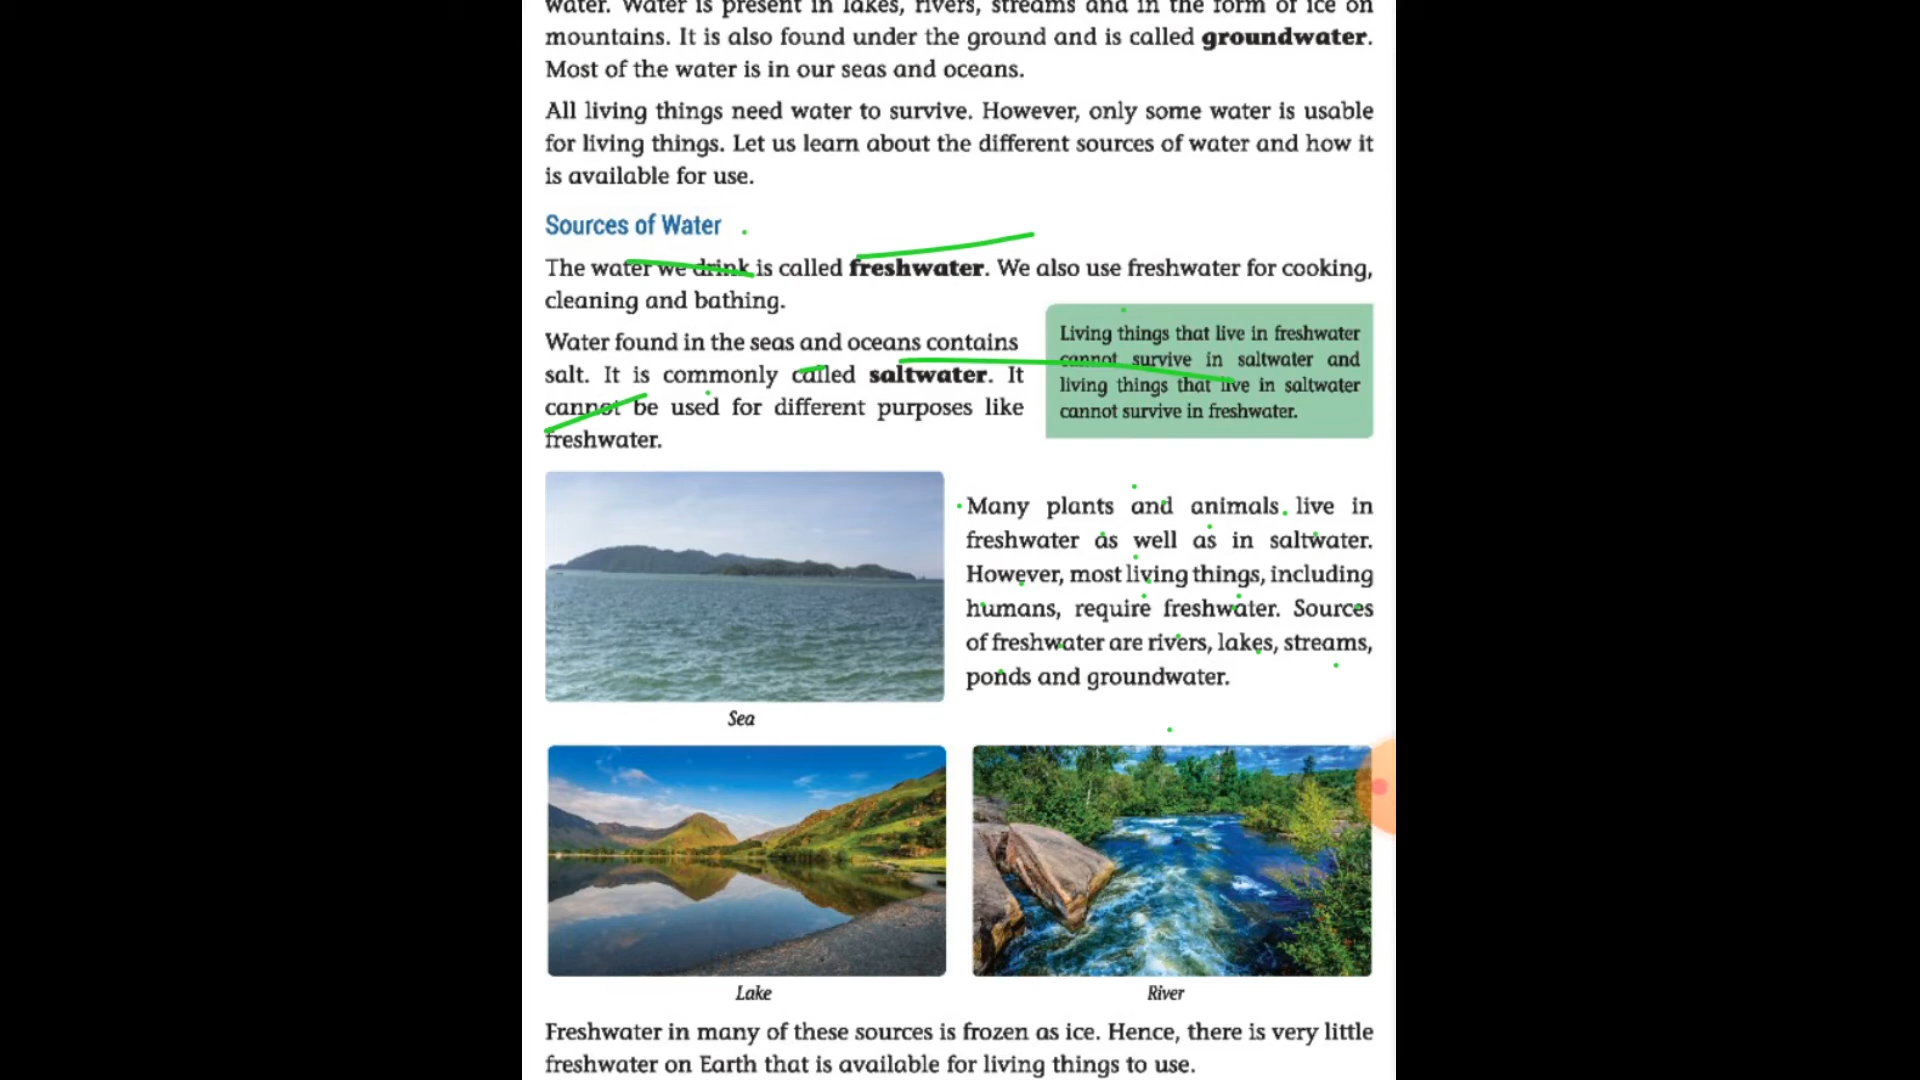 water. Water is present in lakes, rivers, streams and in the form of ice on
mountains. It is also found under the ground and is called groundwater.
Most of the water is in our seas and oceans.
All living things need water to survive. However, only some water is usable
for living things. Let us learn about the different sources of water and how it
is available for use.
Sources of Water
The water we drink is called freshwater. We also use freshwater for cooking,
cleaning and bathing.
Water found in the seas and oceans contains
salt. It is commonly called saltwater. It
cannot be used for different purposes like
freshwater.
Living things that live in freshwater
cannot survive in saltwater and
living things that live in saltwater
cannot survive in freshwater.
Many plants and animals live in
freshwater as well as in saltwater.
However, most living things, including
humans, require freshwater. Sources
of freshwater are rivers, lakes, streams,
ponds and groundwater.
Sea
Lake
River
Freshwater in many of these sources is frozen as ice. Hence, there is very little
freshwater on Earth that is available for living things to use.